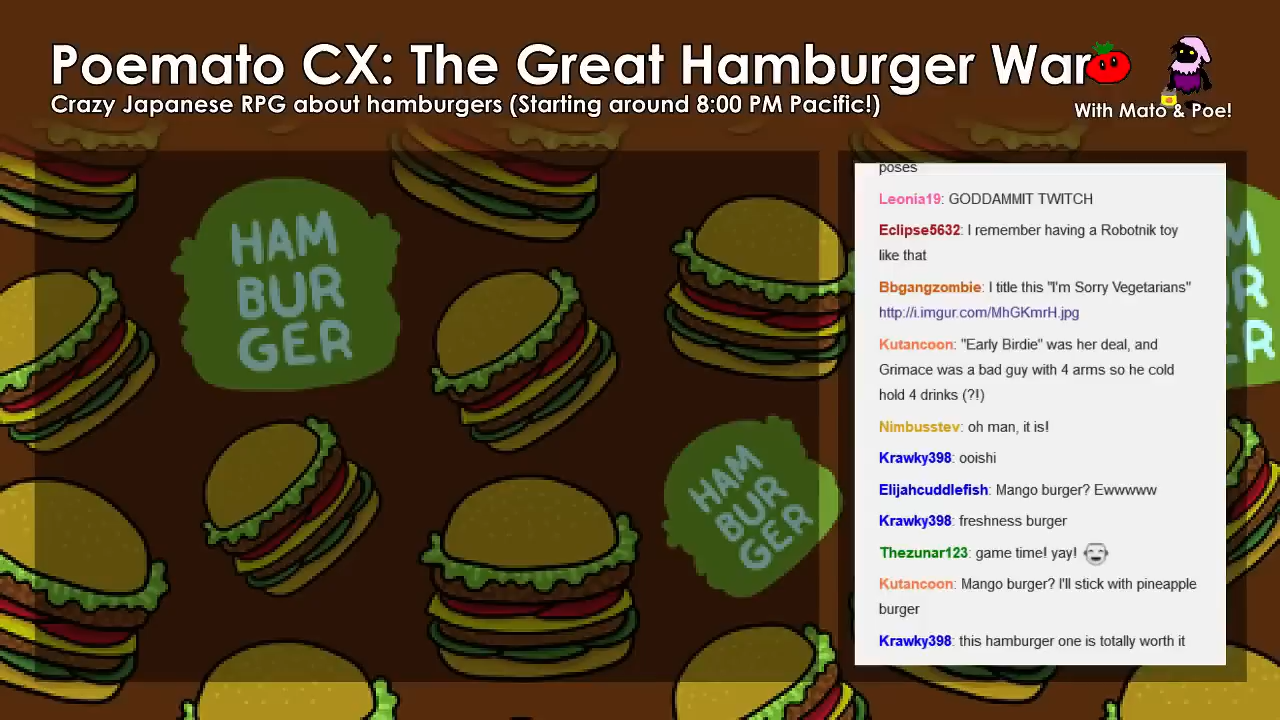 Poemato CX: The Great Hamburger War
Crazy Japanese RPG about hamburgers (Starting around 8:00 PM Pacific!)
With Mato & Poe!
HAM
BUR
GER
HAM
BUR
GER
M
R
ER
poses
Leonia19: GODDAMMIT TWITCH
Eclipse5632: I remember having a Robotnik toy
like that
Bbgangzombie: I title this "I'm Sorry Vegetarians"
http://i.imgur.com/MhGKmrH.jpg
Kutancoon: "Early Birdie" was her deal, and
Grimace was a bad guy with 4 arms so he cold
hold 4 drinks (?!)
Nimbusstev: oh man, it is!
Krawky398: ooishi
Elijahcuddlefish: Mango burger? Ewwwww
Krawky398: freshness burger
Thezunar123: game time! yay!
Kutancoon: Mango burger? I'll stick with pineapple
burger
Krawky398: this hamburger one is totally worth it